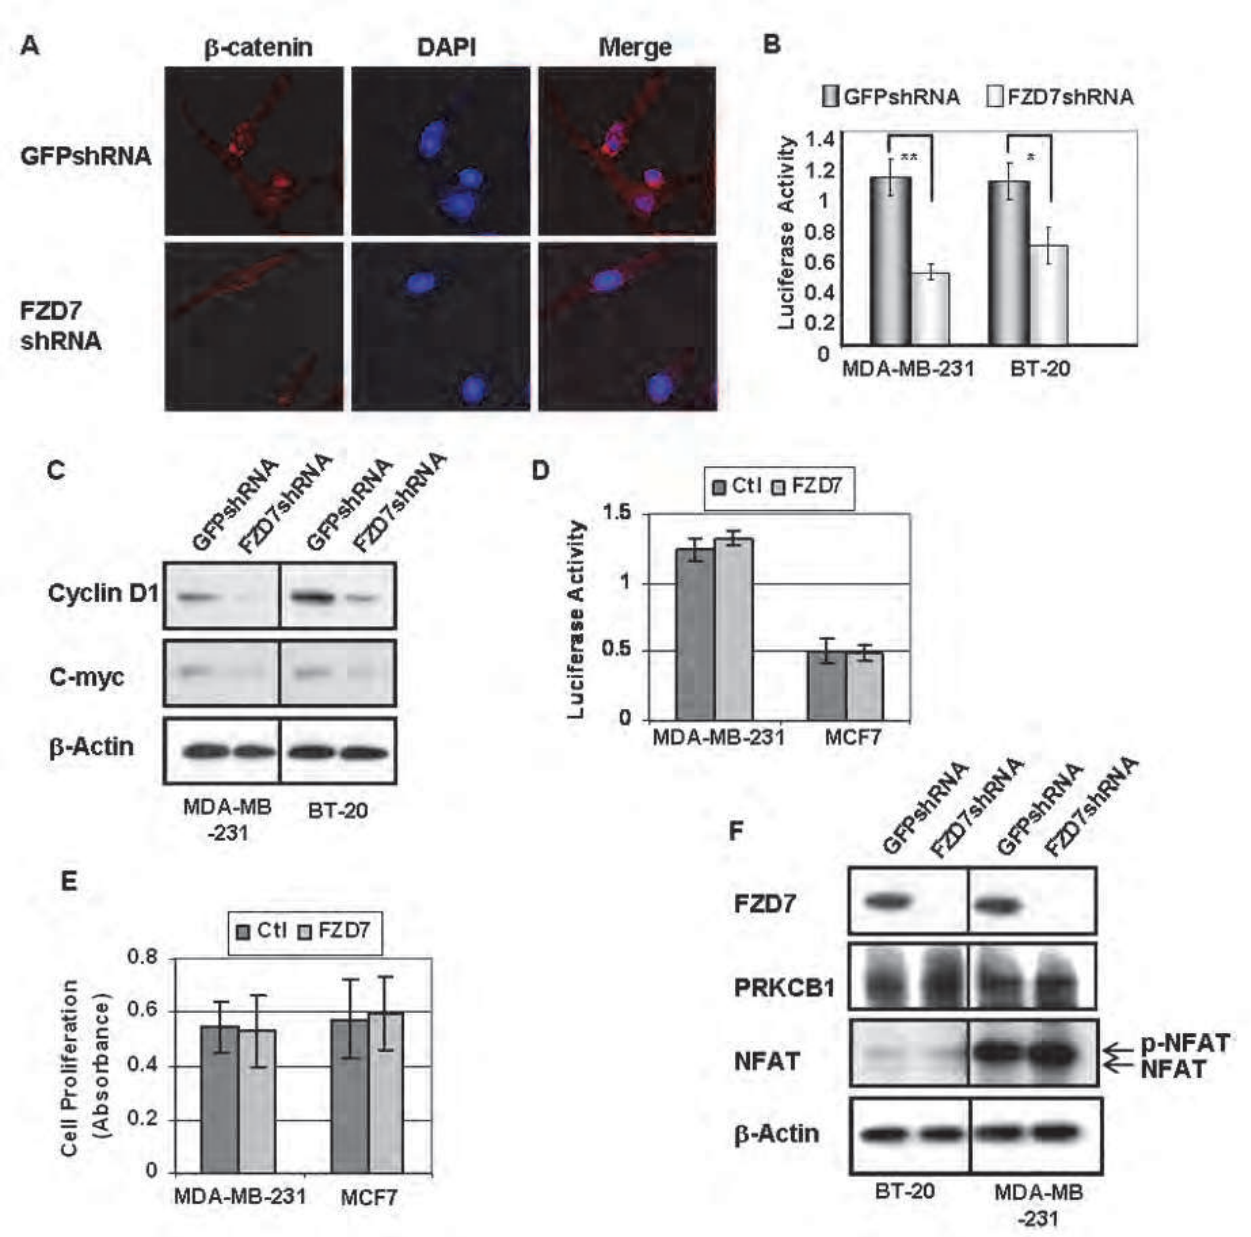 A
β-catenin DAPI Merge
GFPshRNA
FZD7
shRNA
B
GFPshRNA FZD7shRNA
Luciferase Activity
1.4
1.2
1
0.8
0.6
0.4
0.2
0
** *
MDA-MB-231 BT-20
C
GFPshRNA FZD7shRNA GFPshRNA FZD7shRNA
Cyclin D1
C-myc
β-Actin
MDA-MB
-231
BT-20
D
Ctl FZD7
Luciferase Activity
1.5
1
0.5
0
MDA-MB-231 MCF7
E
Ctl FZD7
Cell Proliferation
(Absorbance)
0.8
0.6
0.4
0.2
0
MDA-MB-231 MCF7
F
GFPshRNA FZD7shRNA GFPshRNA FZD7shRNA
FZD7
PRKCB1
NFAT
p-NFAT
NFAT
β-Actin
BT-20 MDA-MB
-231